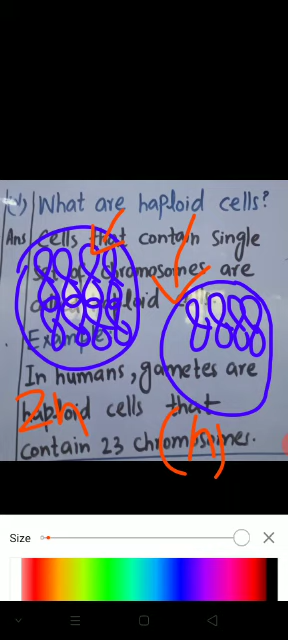 (v) What are haploid cells?
Ans Cells that contain single
set of chromosomes are
haploid
Example
In humans, gametes are
haploid cells that
contain 23 chromosomes.
2n
(n)
Size